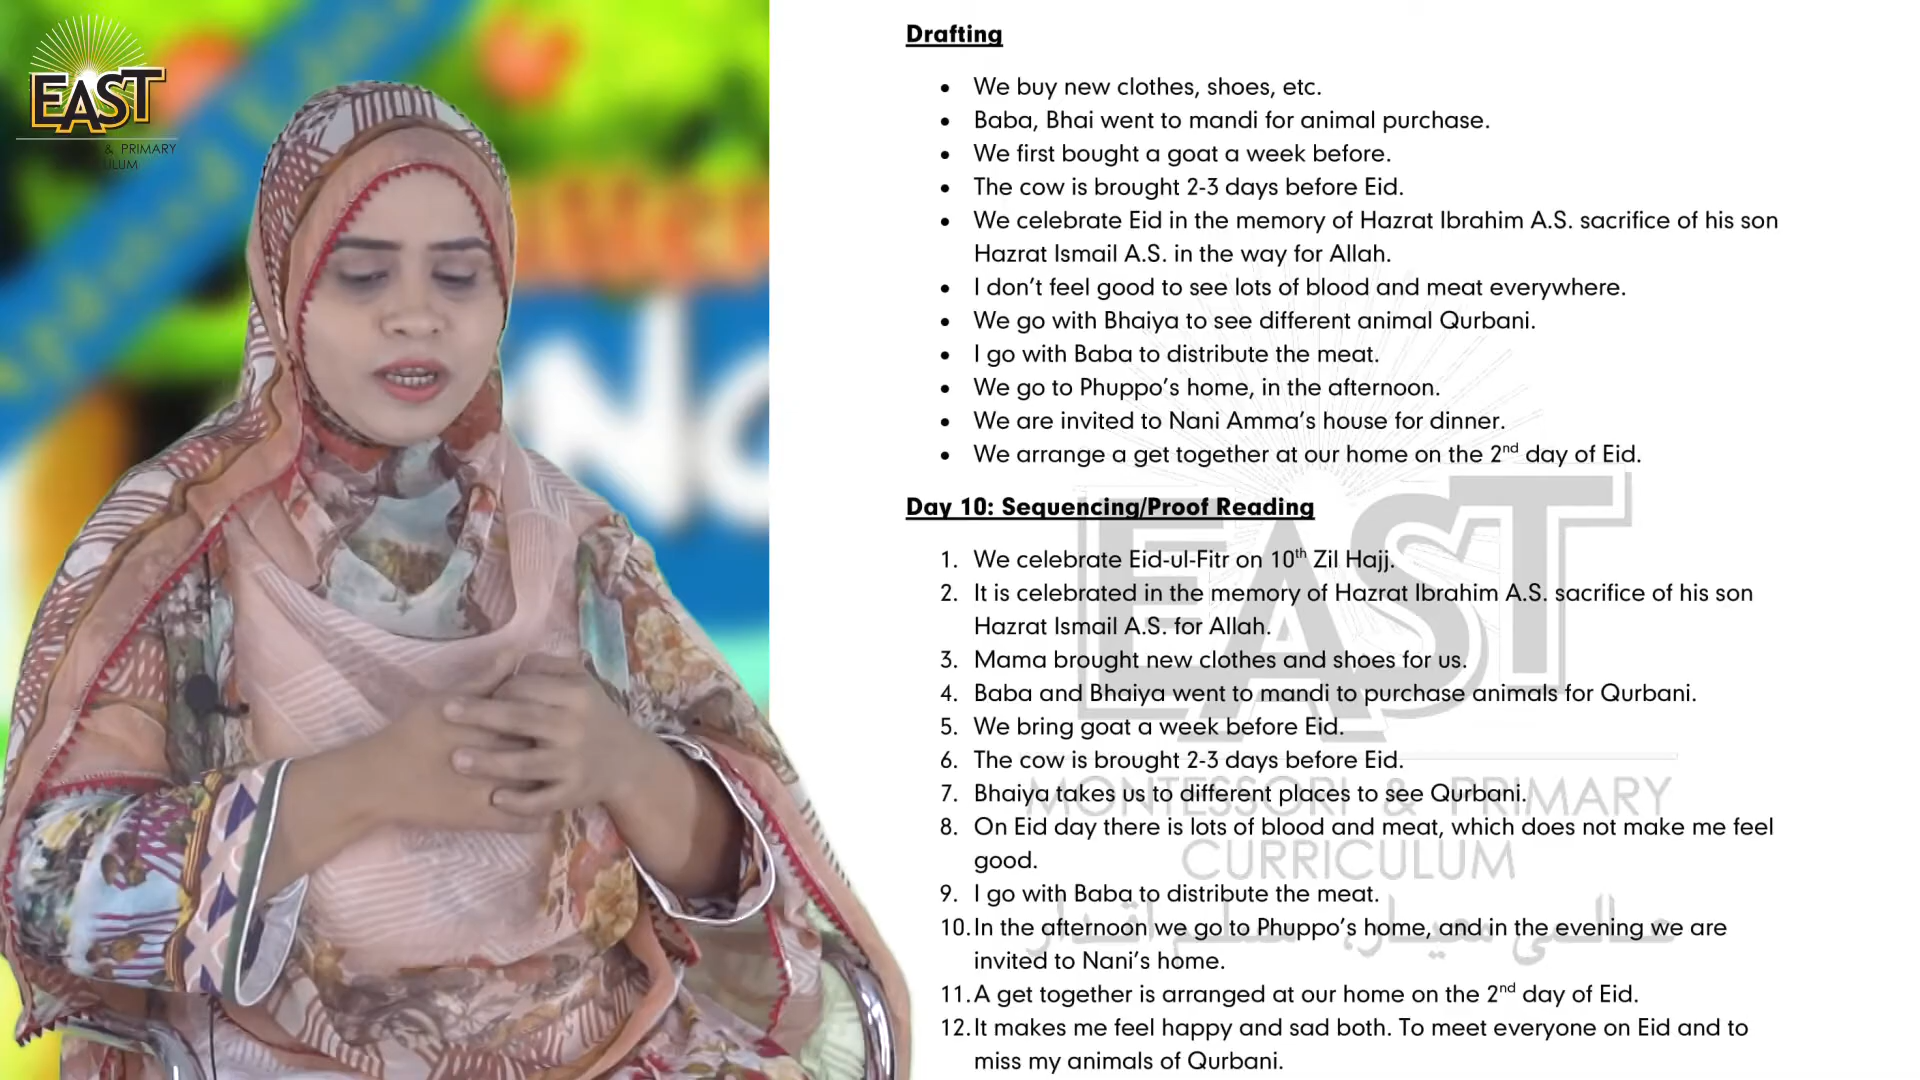 EAST
& PRIMARY
ULUM
Drafting
• We buy new clothes, shoes, etc.
• Baba, Bhai went to mandi for animal purchase.
• We first bought a goat a week before.
• The cow is brought 2-3 days before Eid.
• We celebrate Eid in the memory of Hazrat Ibrahim A.S. sacrifice of his son
Hazrat Ismail A.S. in the way for Allah.
• I don't feel good to see lots of blood and meat everywhere.
• We go with Bhaiya to see different animal Qurbani.
• I go with Baba to distribute the meat.
• We go to Phuppo's home, in the afternoon.
• We are invited to Nani Amma's house for dinner.
• We arrange a get together at our home on the 2nd day of Eid.
Day 10: Sequencing/Proof Reading
1. We celebrate Eid-ul-Fitr on 10th Zil Hajj.
2. It is celebrated in the memory of Hazrat Ibrahim A.S. sacrifice of his son
Hazrat Ismail A.S. for Allah.
3. Mama brought new clothes and shoes for us.
4. Baba and Bhaiya went to mandi to purchase animals for Qurbani.
5. We bring goat a week before Eid.
6. The cow is brought 2-3 days before Eid.
7. Bhaiya takes us to different places to see Qurbani.
8. On Eid day there is lots of blood and meat, which does not make me feel
good.
9. I go with Baba to distribute the meat.
10. In the afternoon we go to Phuppo's home, and in the evening we are
invited to Nani's home.
11. A get together is arranged at our home on the 2nd day of Eid.
12. It makes me feel happy and sad both. To meet everyone on Eid and to
miss my animals of Qurbani.
EAST
MONTESSORI & PRIMARY
CURRICULUM
عالمی معیار، مسلم اقدار